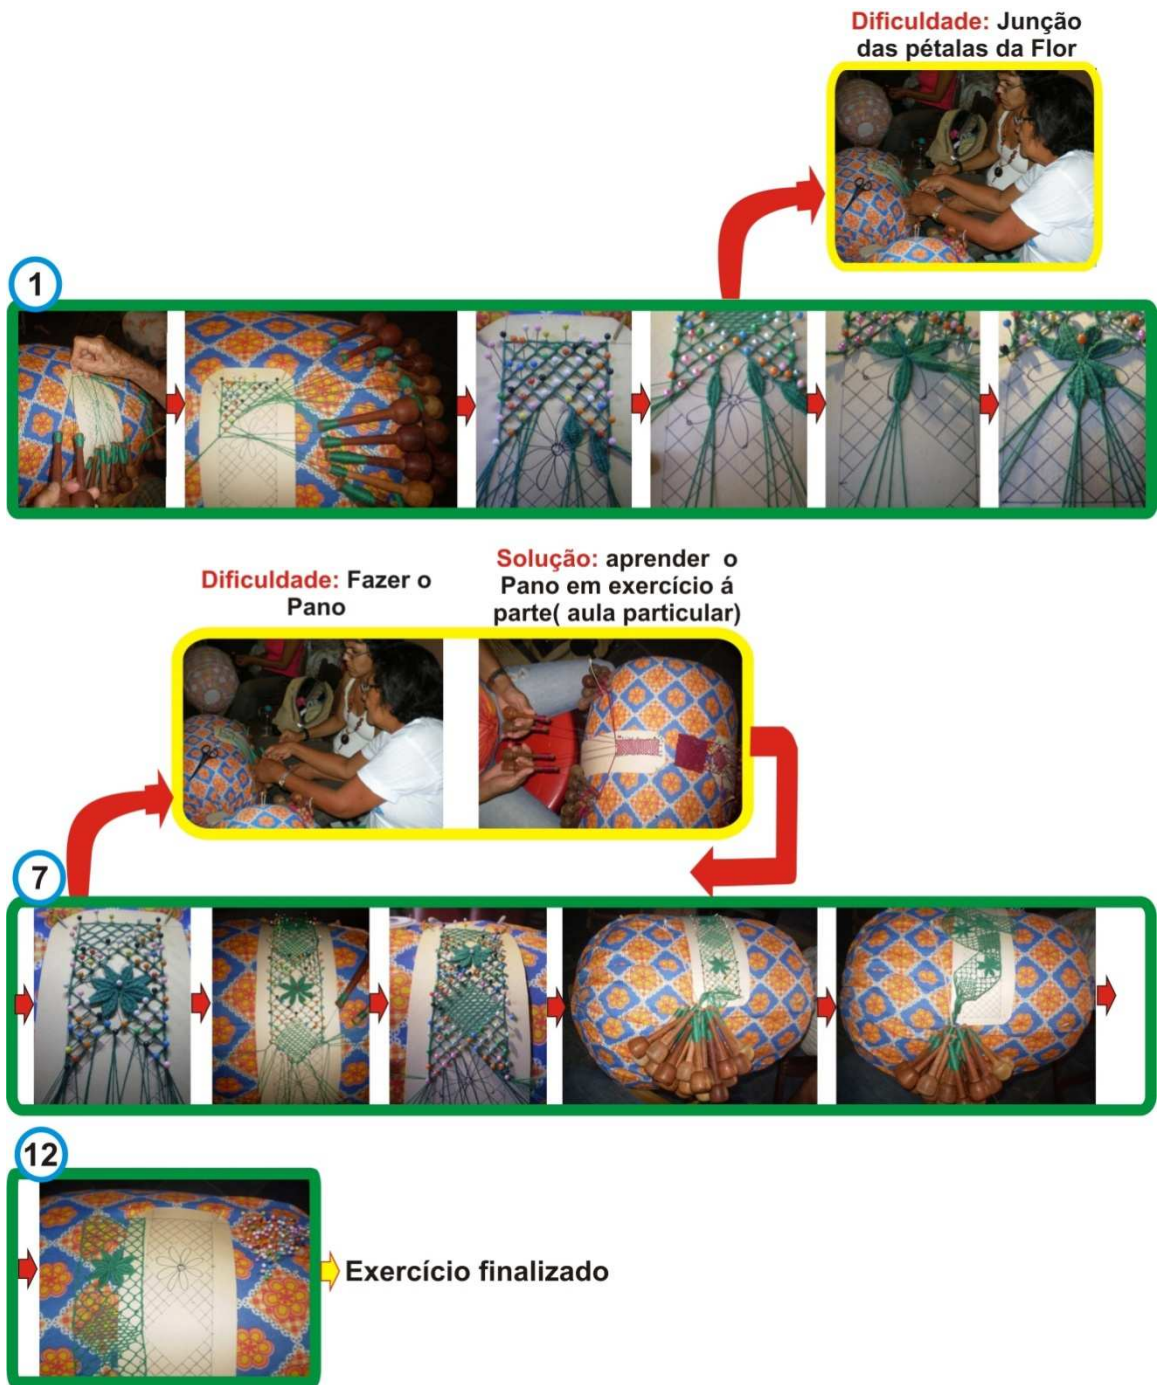 Dificuldade: Junção
das pétalas da Flor
1
Dificuldade: Fazer o
Pano
Solução: aprender o
Pano em exercício á
parte( aula particular)
7
12
Exercício finalizado